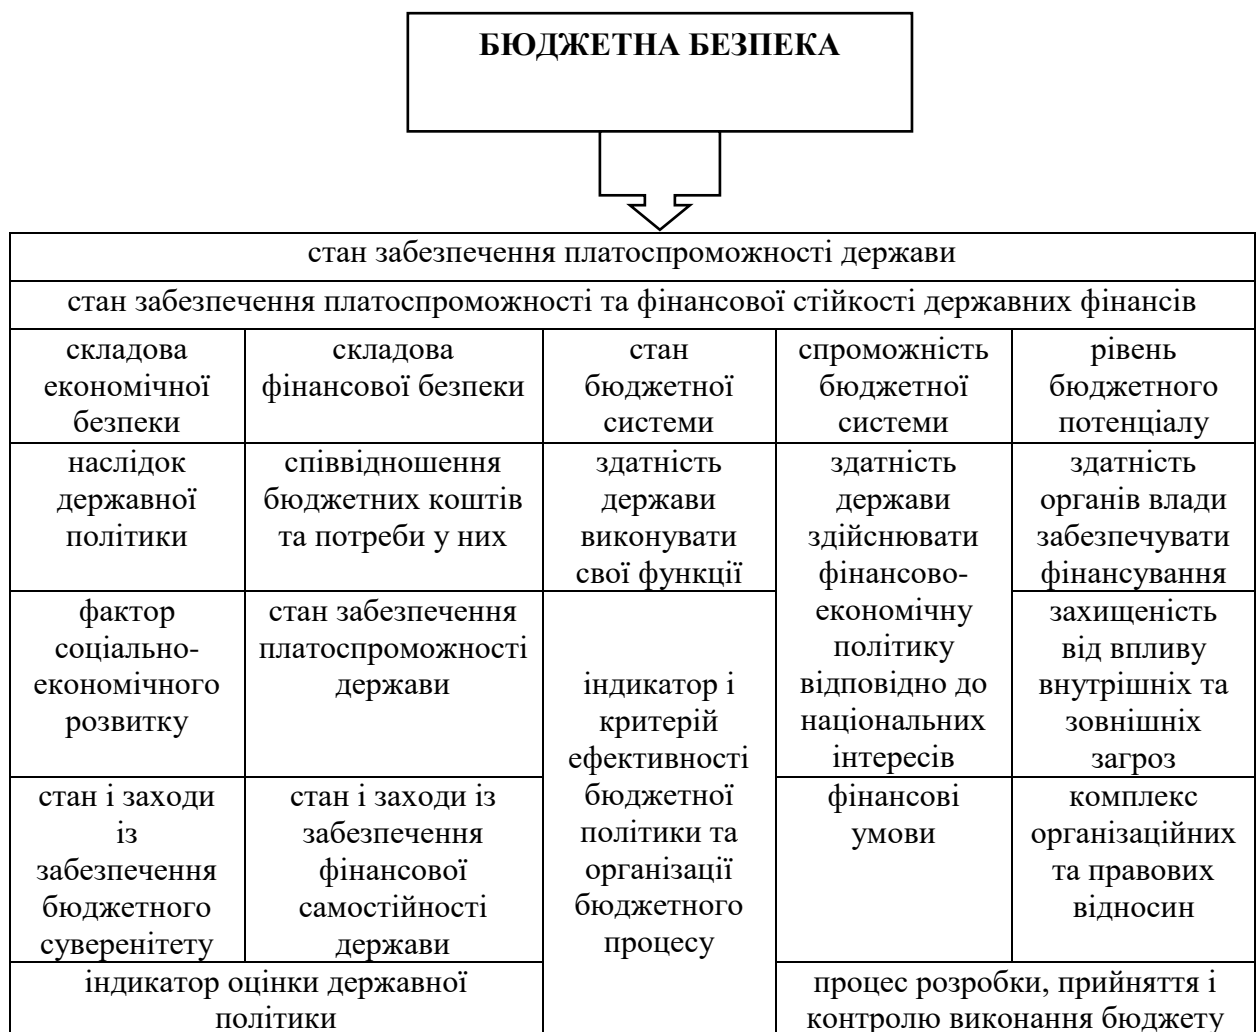 БЮДЖЕТНА БЕЗПЕКА
стан забезпечення платоспроможності держави
стан забезпечення платоспроможності та фінансової стійкості державних фінансів
складова
економічної
безпеки
складова
фінансової безпеки
стан
бюджетної
системи
спроможність
бюджетної
системи
рівень
бюджетного
потенціалу
наслідок
державної
політики
співвідношення
бюджетних коштів
та потреби у них
здатність
держави
виконувати
свої функції
здатність
держави
здійснювати
фінансово-
економічну
політику
відповідно до
національних
інтересів
здатність
органів влади
забезпечувати
фінансування
фактор
соціально-
економічного
розвитку
стан забезпечення
платоспроможності
держави
індикатор і
критерій
ефективності
бюджетної
політики та
організації
бюджетного
процесу
захищеність
від впливу
внутрішніх та
зовнішніх
загроз
стан і заходи
із
забезпечення
бюджетного
суверенітету
стан і заходи із
забезпечення
фінансової
самостійності
держави
фінансові
умови
комплекс
організаційних
та правових
відносин
індикатор оцінки державної
політики
процес розробки, прийняття і
контролю виконання бюджету